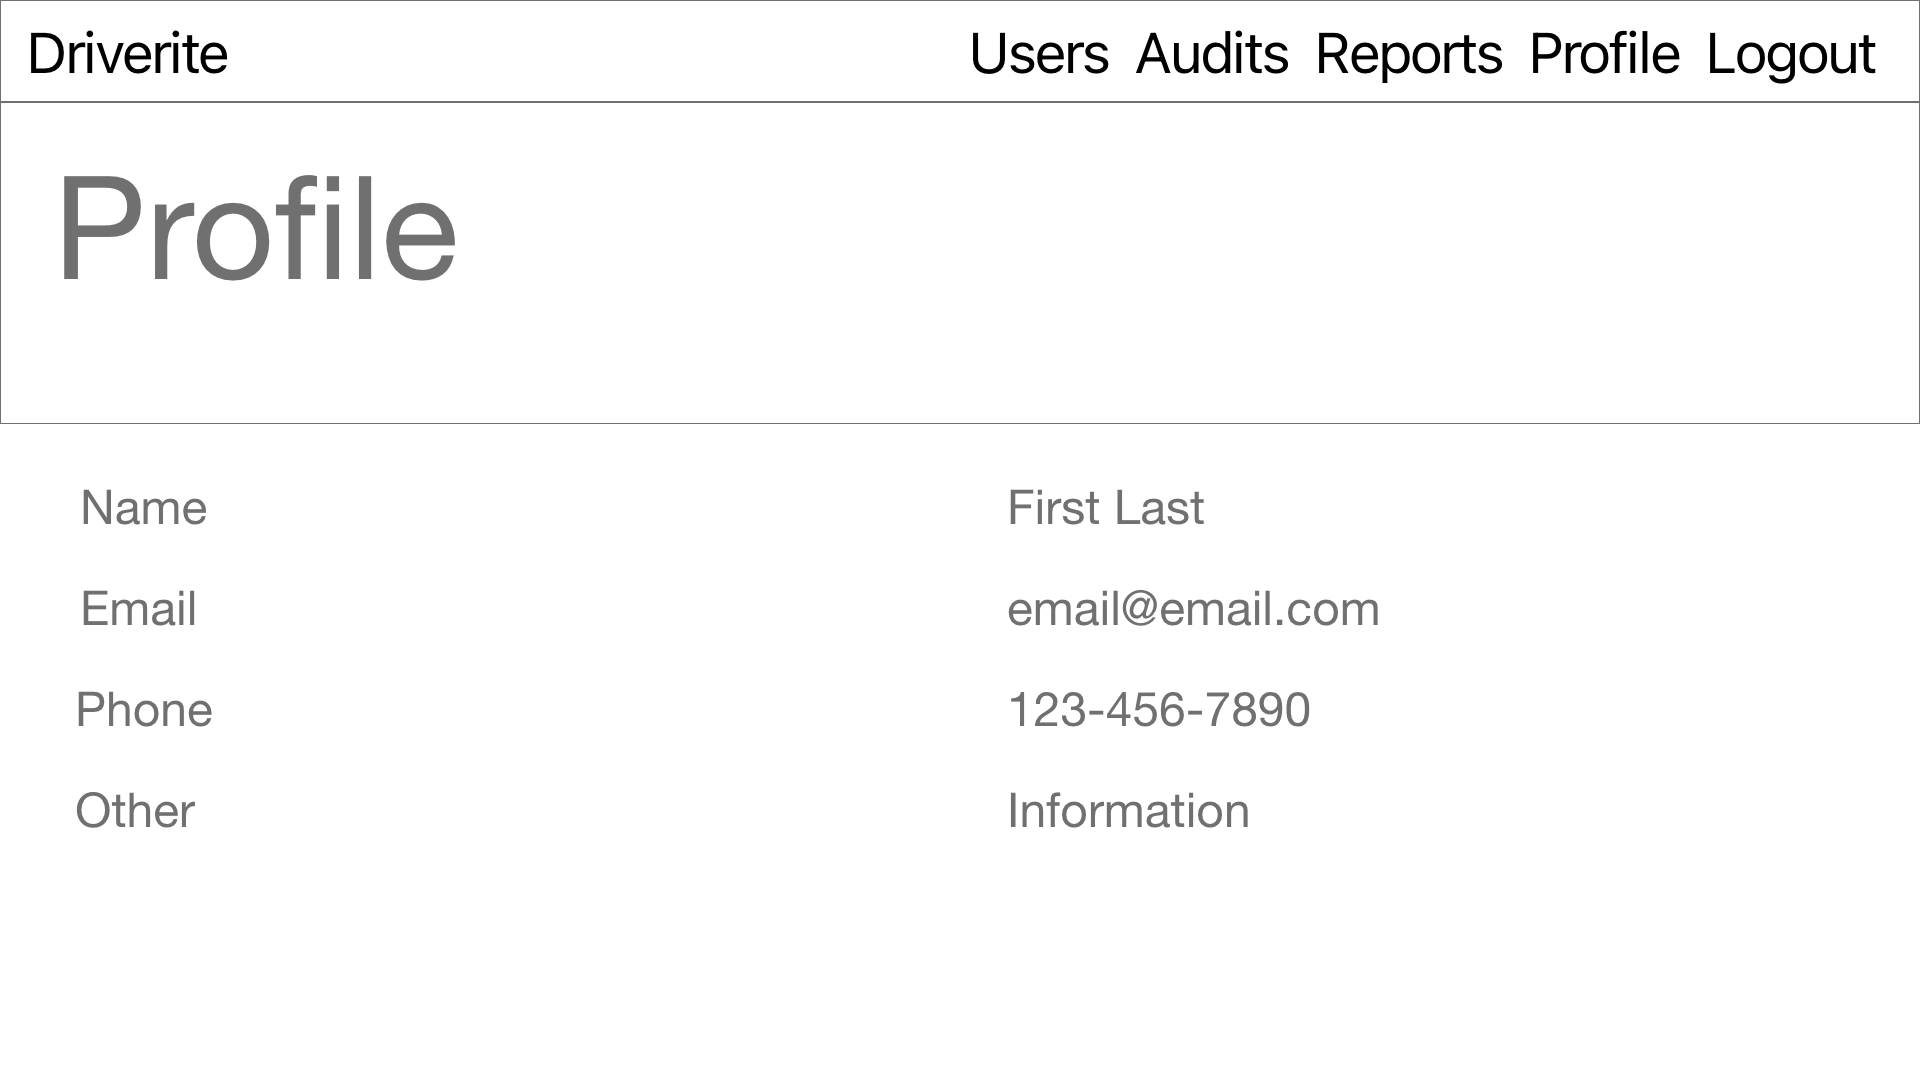 Driverite Users Audits Reports Profile Logout
Profile
Name First Last
Email email@email.com
Phone 123-456-7890
Other Information